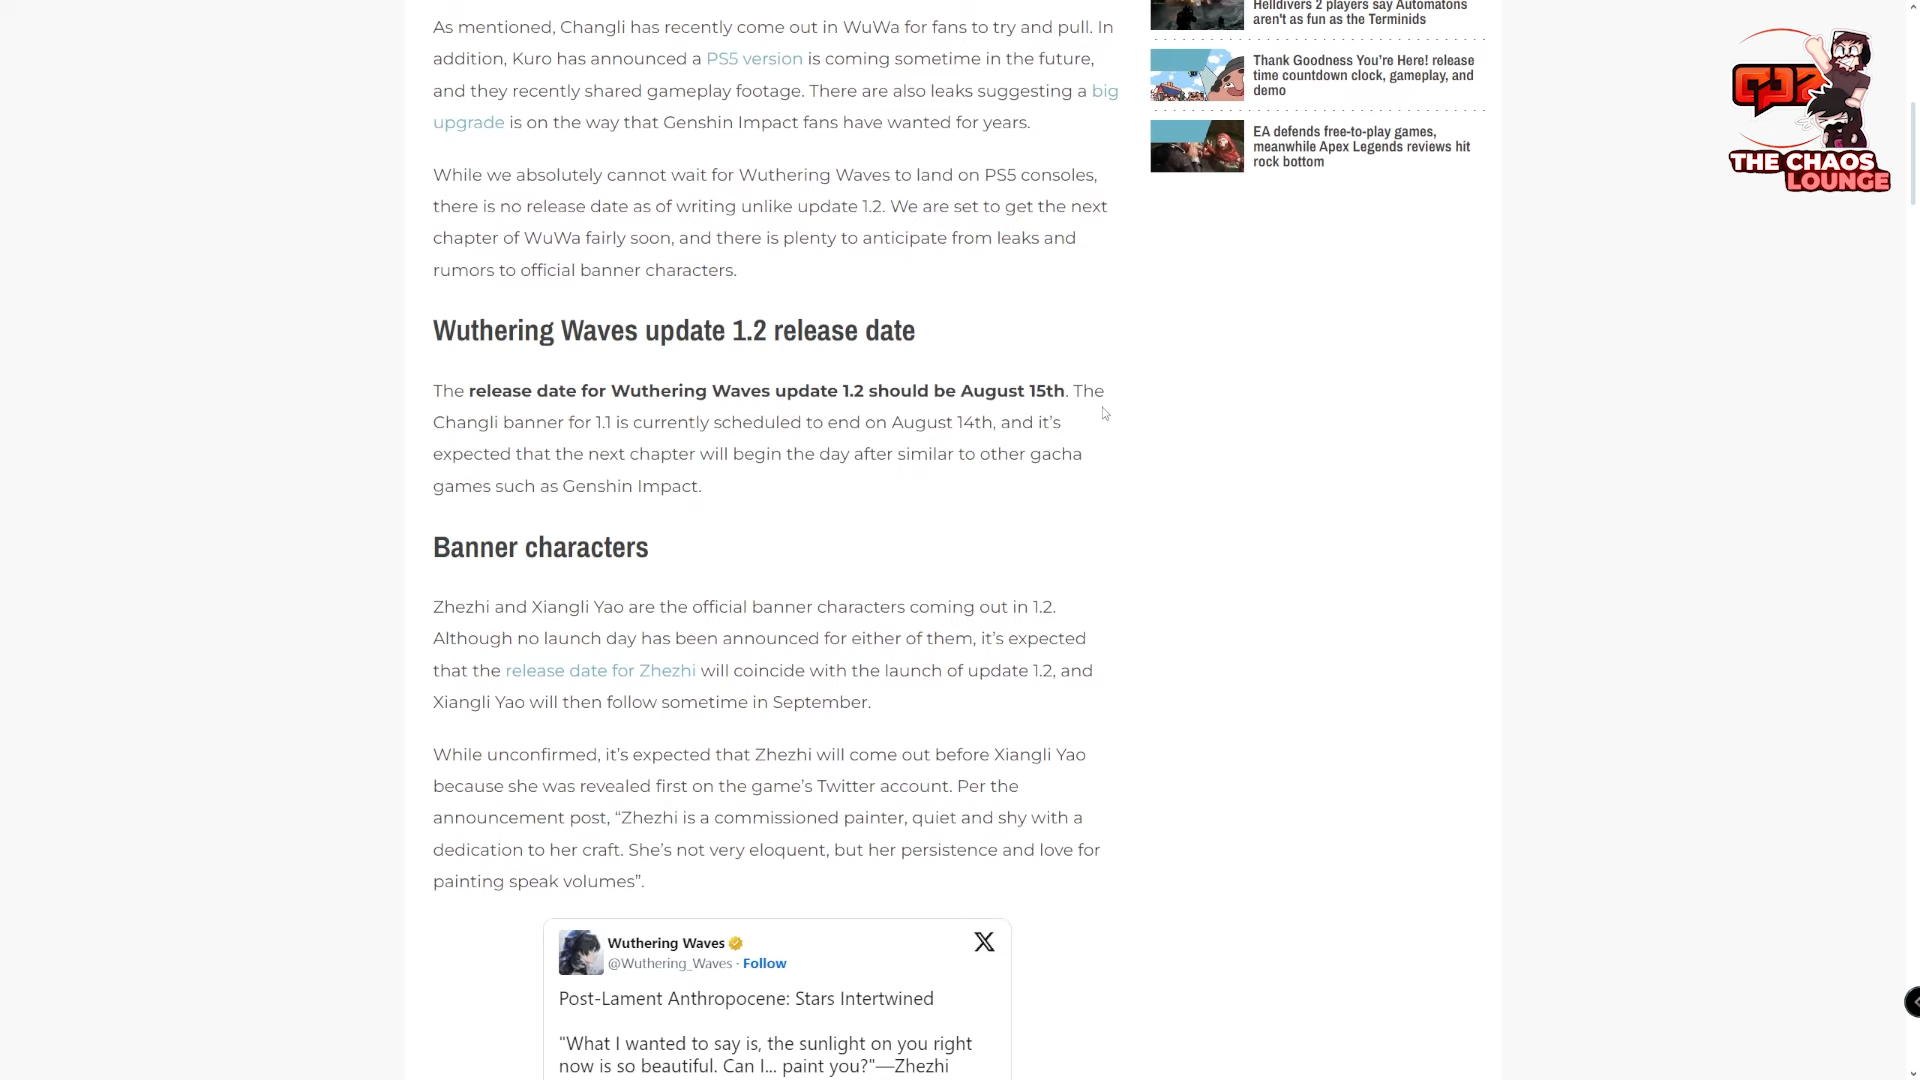 As mentioned, Changli has recently come out in WuWa for fans to try and pull. In
addition, Kuro has announced a PS5 version is coming sometime in the future,
and they recently shared gameplay footage. There are also leaks suggesting a big
upgrade is on the way that Genshin Impact fans have wanted for years.
While we absolutely cannot wait for Wuthering Waves to land on PS5 consoles,
there is no release date as of writing unlike update 1.2. We are set to get the next
chapter of WuWa fairly soon, and there is plenty to anticipate from leaks and
rumors to official banner characters.
Wuthering Waves update 1.2 release date
The release date for Wuthering Waves update 1.2 should be August 15th. The
Changli banner for 1.1 is currently scheduled to end on August 14th, and it’s
expected that the next chapter will begin the day after similar to other gacha
games such as Genshin Impact.
Banner characters
Zhezhi and Xiangli Yao are the official banner characters coming out in 1.2.
Although no launch day has been announced for either of them, it’s expected
that the release date for Zhezhi will coincide with the launch of update 1.2, and
Xiangli Yao will then follow sometime in September.
While unconfirmed, it’s expected that Zhezhi will come out before Xiangli Yao
because she was revealed first on the game’s Twitter account. Per the
announcement post, “Zhezhi is a commissioned painter, quiet and shy with a
dedication to her craft. She’s not very eloquent, but her persistence and love for
painting speak volumes”.
Wuthering Waves
@Wuthering_Waves · Follow
Post-Lament Anthropocene: Stars Intertwined
"What I wanted to say is, the sunlight on you right
now is so beautiful. Can I... paint you?"—Zhezhi
Helldivers 2 players say Automatons
aren't as fun as the Terminids
Thank Goodness You’re Here! release
time countdown clock, gameplay, and
demo
EA defends free-to-play games,
meanwhile Apex Legends reviews hit
rock bottom
THE CHAOS
LOUNGE